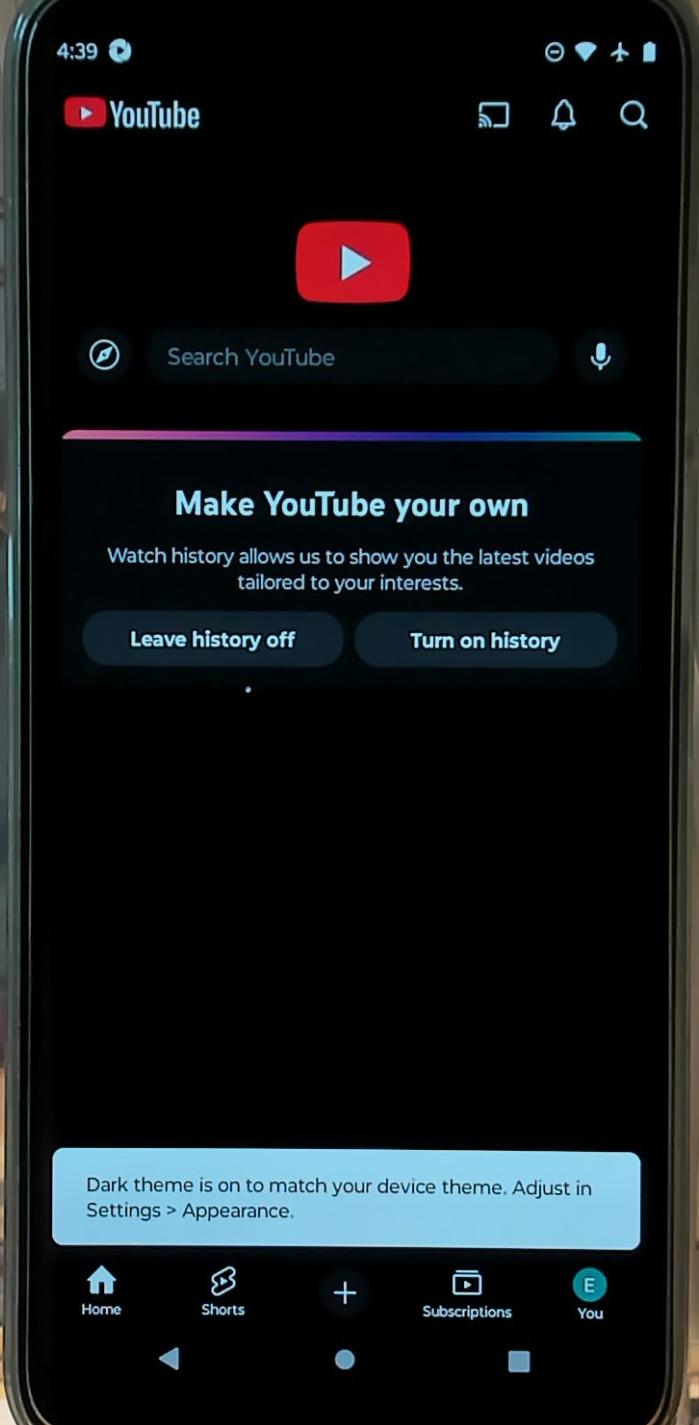 4:39
YouTube
Search YouTube
Make YouTube your own
Watch history allows us to show you the latest videos
tailored to your interests.
Leave history off
Turn on history
Dark theme is on to match your device theme. Adjust in
Settings > Appearance.
Home
Shorts
Subscriptions
E
You